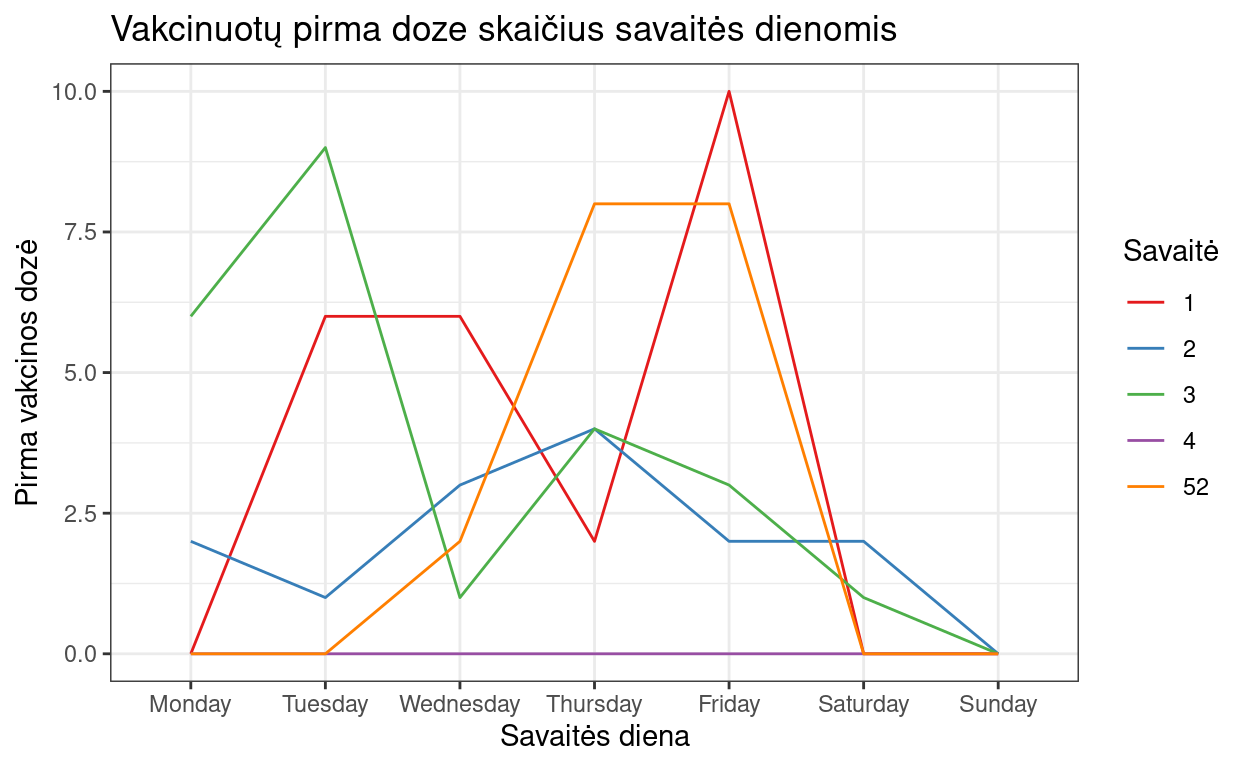 Vakcinuotų pirma doze skaičius savaitės dienomis
Pirma vakcinos dozė
10.0
7.5
5.0
2.5
0.0
Monday Tuesday Wednesday Thursday Friday Saturday Sunday
Savaitės diena
Savaitė
1
2
3
4
52